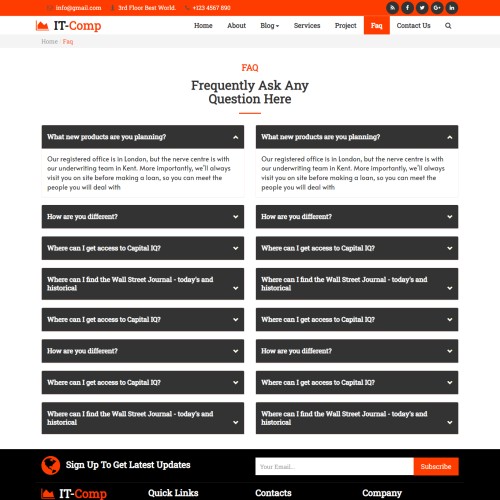 info@gmail.com 3rd Floor Best World. +123 4567 890
IT-Comp
Home About Blog Services Project Faq Contact Us
Home / Faq
FAQ
Frequently Ask Any
Question Here
What new products are you planning?
Our registered office is in London, but the nerve centre is with
our underwriting team in Kent. More importantly, we'll always
visit you on site before making a loan, so you can meet the
people you will deal with
How are you different?
Where can I get access to Capital IQ?
Where can I find the Wall Street Journal - today's and
historical
Where can I get access to Capital IQ?
How are you different?
Where can I get access to Capital IQ?
Where can I find the Wall Street Journal - today's and
historical
What new products are you planning?
Our registered office is in London, but the nerve centre is with
our underwriting team in Kent. More importantly, we'll always
visit you on site before making a loan, so you can meet the
people you will deal with
How are you different?
Where can I get access to Capital IQ?
Where can I find the Wall Street Journal - today's and
historical
Where can I get access to Capital IQ?
How are you different?
Where can I get access to Capital IQ?
Where can I find the Wall Street Journal - today's and
historical
Sign Up To Get Latest Updates
Your Email...
Subscribe
IT-Comp
Quick Links
Contacts
Company